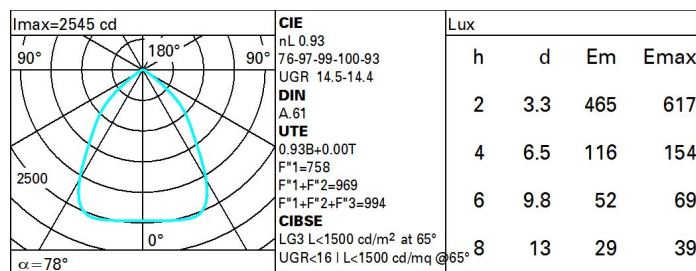 Imax=2545 cd
90° 180° 90°
2500
0°
α=78°
CIE
nL 0.93
76-97-99-100-93
UGR 14.5-14.4
DIN
A.61
UTE
0.93B+0.00T
F"1=758
F"1+F"2=969
F"1+F"2+F"3=994
CIBSE
LG3 L<1500 cd/m² at 65°
UGR<16 | L<1500 cd/mq @65°
Lux
h d Em Emax
2 3.3 465 617
4 6.5 116 154
6 9.8 52 69
8 13 29 39